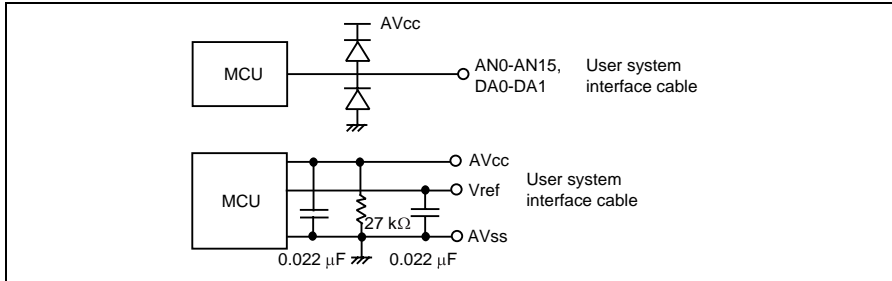 AVcc
MCU
AN0-AN15,
DA0-DA1
User system
interface cable
MCU
AVcc
Vref
AVss
User system
interface cable
27 kΩ
0.022 μF
0.022 μF